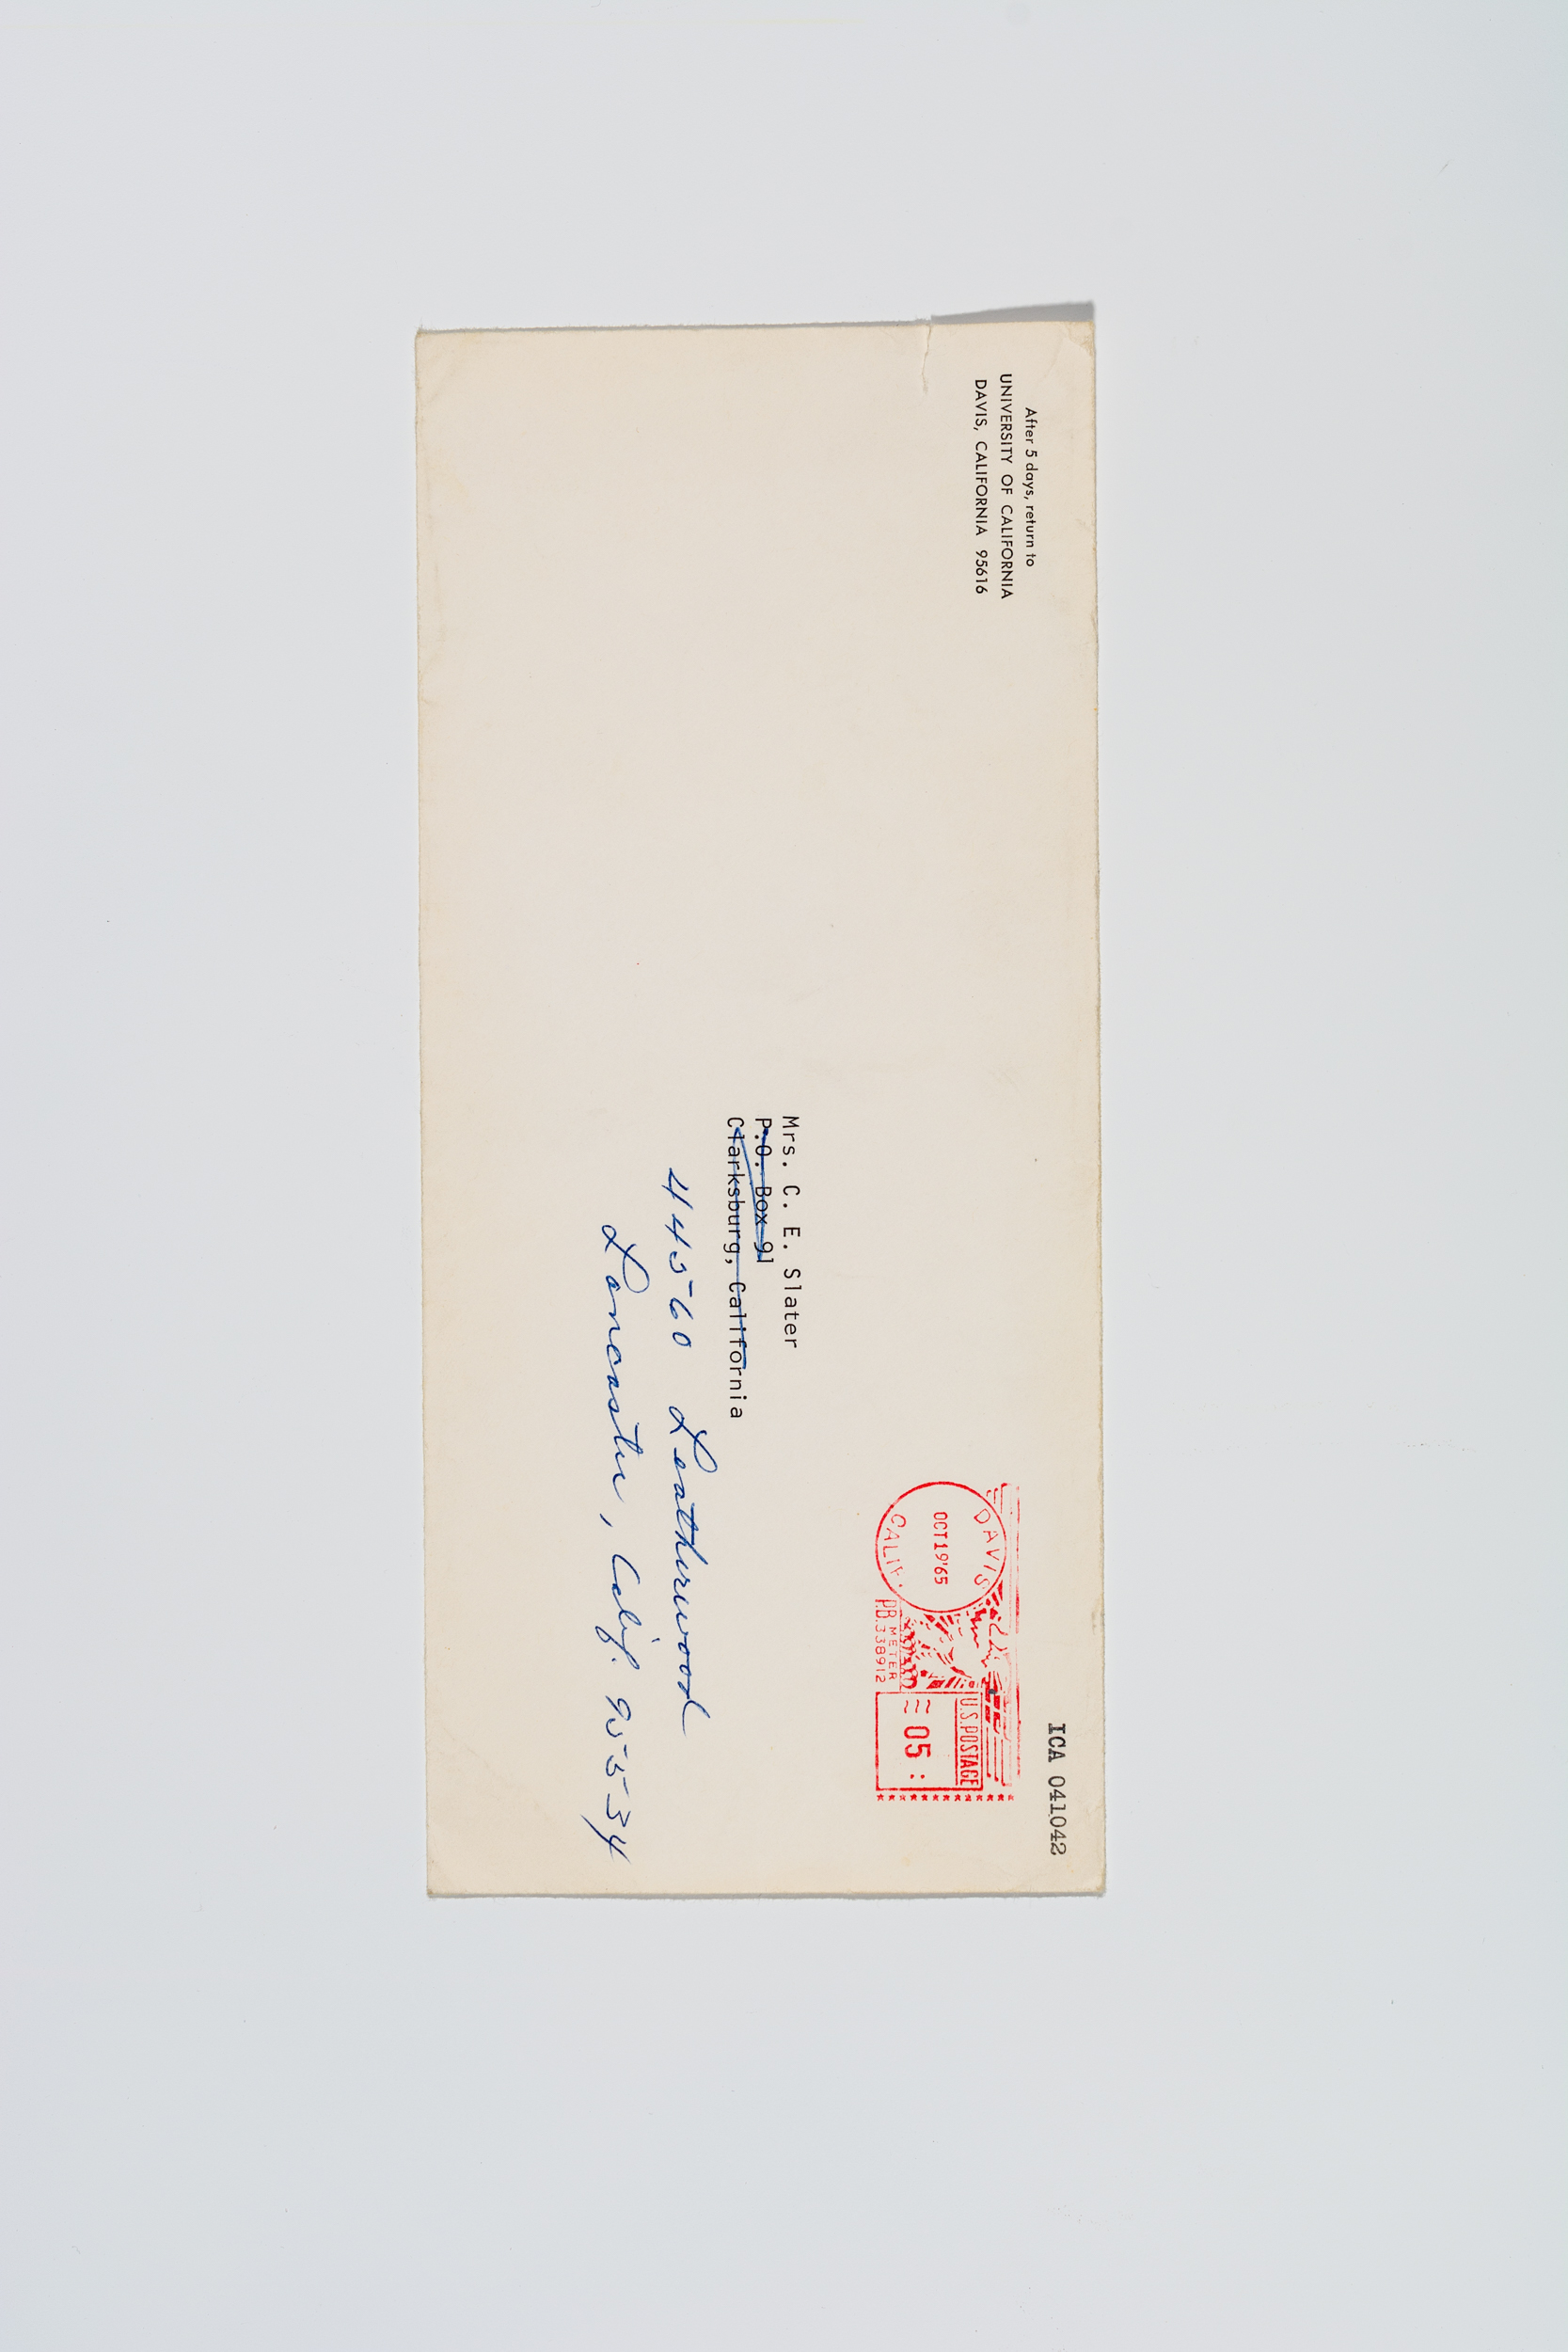 After 5 days, return to
UNIVERSITY OF CALIFORNIA
DAVIS, CALIFORNIA 95616
ICA 041042
DAVIS
OCT 19 '65
CALIF.
PB METER
P.B. 338912
U.S. POSTAGE
05
Mrs. C. E. Slater
P.O. Box 91
Clarksburg, California
44560 Leatherwood
Lancaster, Calif. 95534